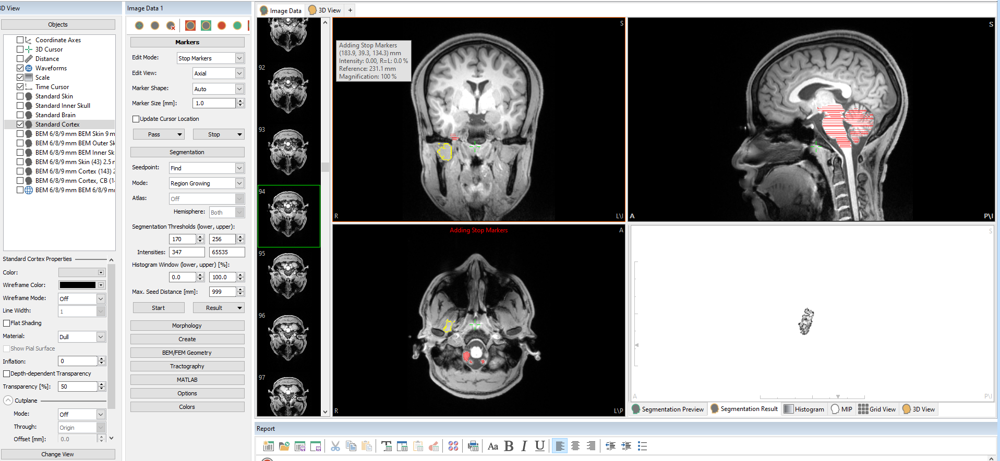 3D View
Objects
Coordinate Axes
3D Cursor
Distance
Waveforms
Scale
Time Cursor
Standard Skin
Standard Inner Skull
Standard Brain
Standard Cortex
BEM 6/8/9 mm BEM Skin 9 m
BEM 6/8/9 mm BEM Outer Sk
BEM 6/8/9 mm BEM Inner Sk
BEM 6/8/9 mm Skin (43) 2.5 r
BEM 6/8/9 mm Cortex (143) 2
BEM 6/8/9 mm Cortex, CB (1
BEM 6/8/9 mm BEM 6/8/9 m
Standard Cortex Properties
Color:
Wireframe Color:
Wireframe Mode: Off
Line Width: 1
Flat Shading
Material: Dull
Show Pial Surface
Inflation: 0
Depth-dependent Transparency
Transparency [%]: 50
Cutplane
Mode: Off
Through: Origin
Offset [mm]: 0.0
Change View
Image Data 1
Markers
Edit Mode: Stop Markers
Edit View: Axial
Marker Shape: Auto
Marker Size [mm]: 1.0
Update Cursor Location
Pass Stop
Segmentation
Seedpoint: Find
Mode: Region Growing
Atlas: Off
Hemisphere: Both
Segmentation Thresholds (lower, upper):
170 256
Intensities: 347 65535
Histogram Window (lower, upper) [%]:
0.0 100.0
Max. Seed Distance [mm]: 999
Start Result
Morphology
Create
BEM/FEM Geometry
Tractography
MATLAB
Options
Colors
Image Data 3D View +
92
93
94
95
96
97
S
Adding Stop Markers
(183.9, 39.3, 134.3) mm
Intensity: 0.00, R=L: 0.0 %
Reference: 231.1 mm
Magnification: 100 %
R L\I
S
A P\I
Adding Stop Markers A
R L\P
S
A P\I
Segmentation Preview Segmentation Result Histogram MIP Grid View 3D View
Report
T Aa B I U